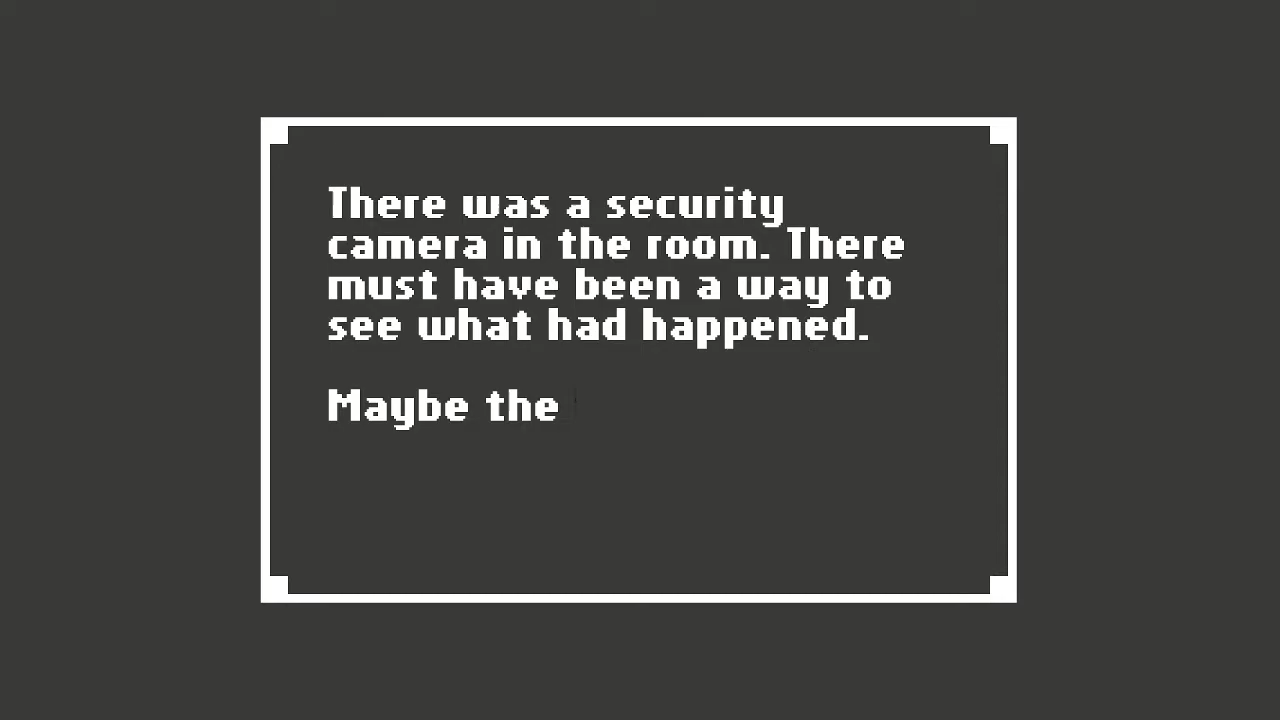 There was a security
camera in the room. There
must have been a way to
see what had happened.
Maybe the